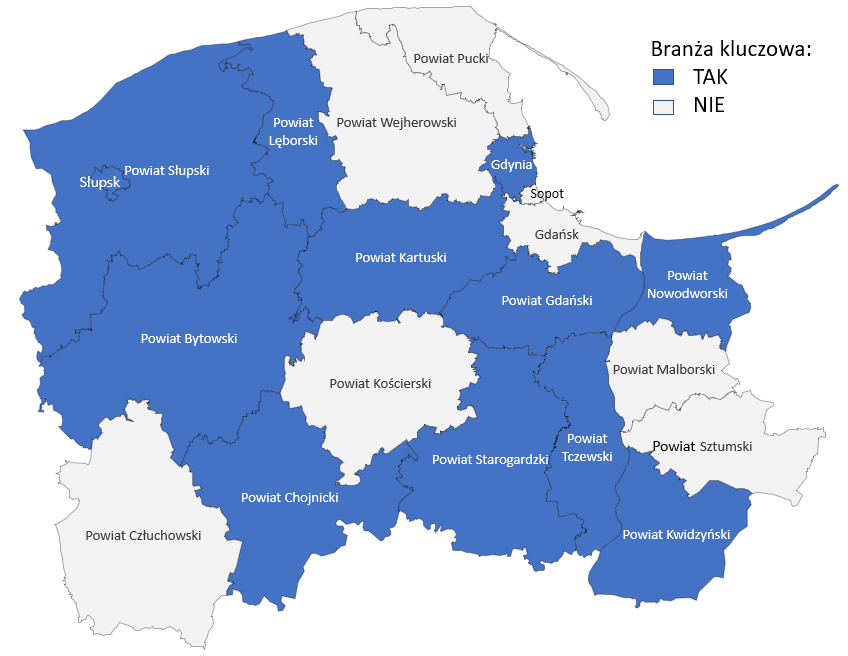 Branża kluczowa:
TAK
NIE
Powiat Pucki
Powiat
Lęborski
Powiat Wejherowski
Gdynia
Powiat Słupski
Słupsk
Sopot
Gdańsk
Powiat Kartuski
Powiat
Nowodworski
Powiat Gdański
Powiat Bytowski
Powiat Malborski
Powiat Kościerski
Powiat
Tczewski
Powiat Sztumski
Powiat Starogardzki
Powiat Chojnicki
Powiat Człuchowski
Powiat Kwidzyński